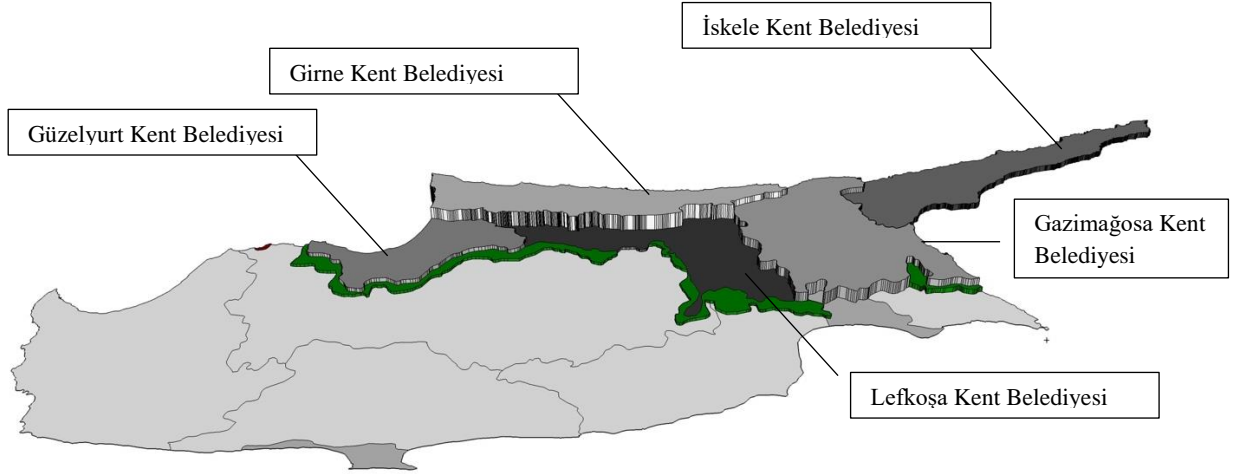 İskele Kent Belediyesi
Girne Kent Belediyesi
Güzelyurt Kent Belediyesi
Gazimağosa Kent
Belediyesi
Lefkoşa Kent Belediyesi